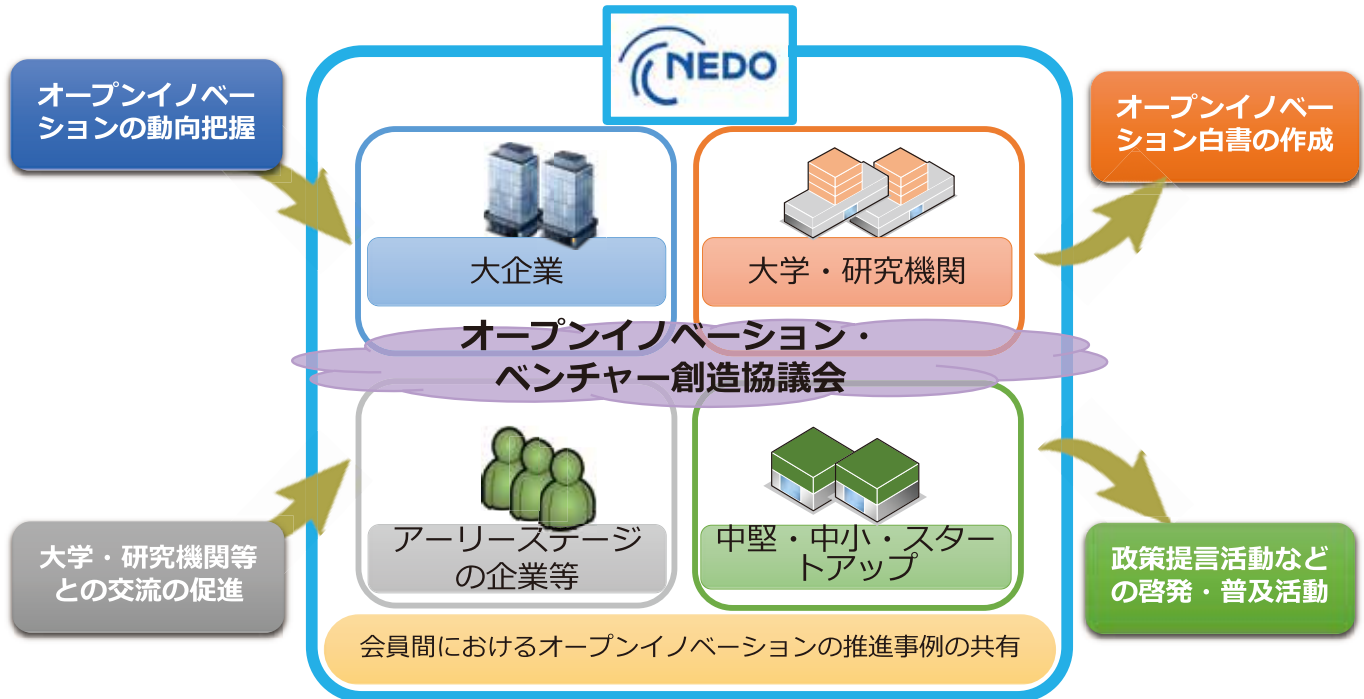 NEDO
オープンイノベー
ションの動向把握
オープンイノベー
ション白書の作成
大企業
大学・研究機関
オープンイノベーション・
ベンチャー創造協議会
アーリーステージ
の企業等
中堅・中小・スター
トアップ
大学・研究機関等
との交流の促進
政策提言活動など
の啓発・普及活動
会員間におけるオープンイノベーションの推進事例の共有